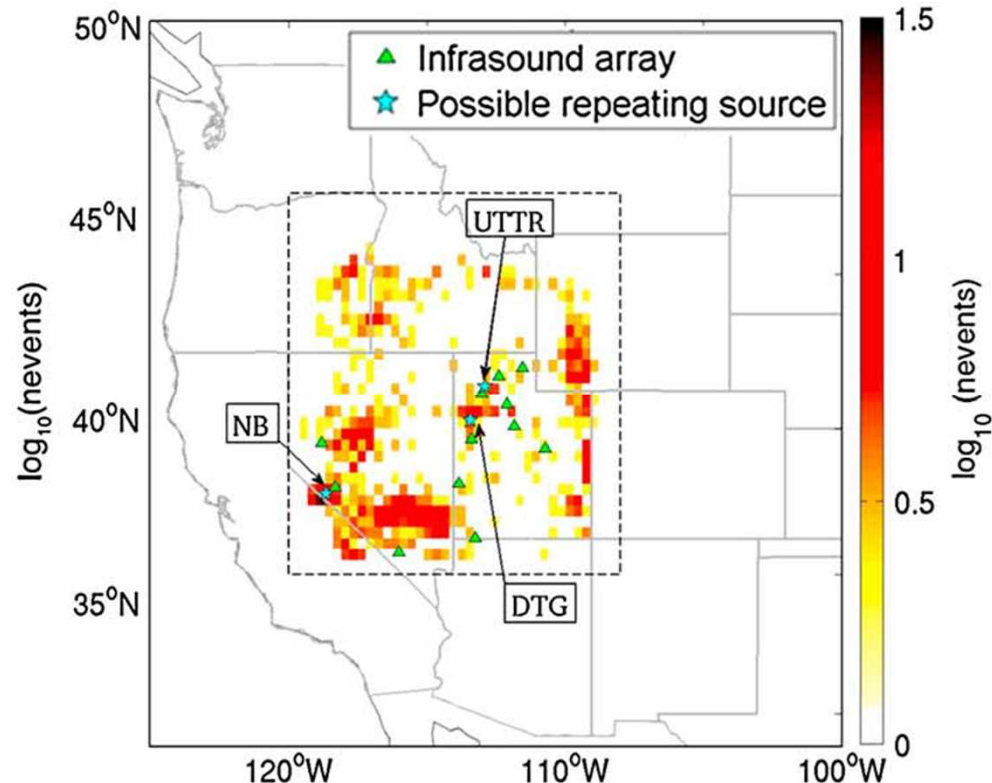 50°N
45°N
40°N
35°N
120°W
110°W
100°W
log₁₀(nevents)
Infrasound array
Possible repeating source
UTTR
NB
DTG
1.5
1
0.5
0
log₁₀ (nevents)